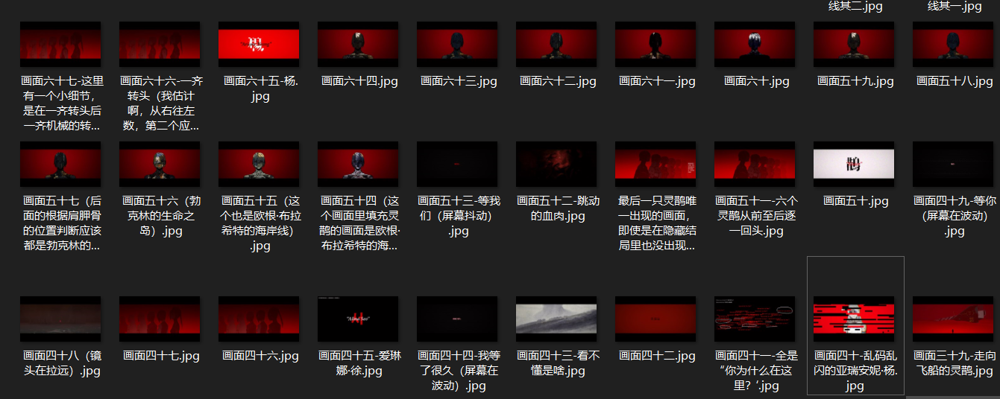 线其二.jpg
线其一.jpg
画面六十七-这里
有一个小细节，
是在一齐转头后
一齐机械的转...
画面六十六-一齐
转头（我估计
啊，从右往左
数，第二个应...
画面六十五-杨.
jpg
画面六十四.jpg
画面六十三.jpg
画面六十二.jpg
画面六十一.jpg
画面六十.jpg
画面五十九.jpg
画面五十八.jpg
画面五十七（后
面的根据肩胛骨
的位置判断应该
都是勃克林的...
画面五十六（勃
克林的生命之
岛）.jpg
画面五十五（这
个也是欧根·布拉
希特的海岸线）
.jpg
画面五十四（这
个画面里填充灵
鹊的画面是欧根·
布拉希特的海...
画面五十三-等我
们（屏幕抖动）
.jpg
画面五十二-跳动
的血肉.jpg
最后一只灵鹊唯
一出现的画面，
即使是在隐藏结
局里也没出现...
画面五十一-六个
灵鹊从前至后逐
一回头.jpg
鹊
画面五十.jpg
画面四十九-等你
（屏幕在波动）
.jpg
画面四十八（镜
头在拉远）.jpg
画面四十七.jpg
画面四十六.jpg
画面四十五-爱琳
娜·徐.jpg
画面四十四-我等
了很久（屏幕在
波动）.jpg
画面四十三-看不
懂是啥.jpg
画面四十二.jpg
画面四十一-全是
“你为什么在这
里？‘.jpg
画面四十-乱码乱
闪的亚瑞安妮·杨.
jpg
画面三十九-走向
飞船的灵鹊.jpg